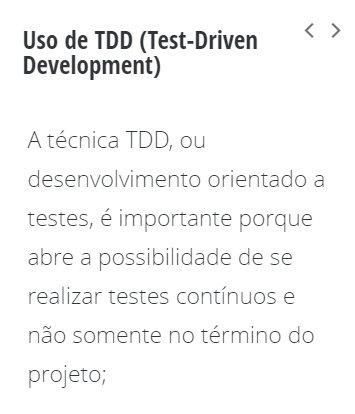 Uso de TDD (Test-Driven
Development)
A técnica TDD, ou
desenvolvimento orientado a
testes, é importante porque
abre a possibilidade de se
realizar testes contínuos e
não somente no término do
projeto;